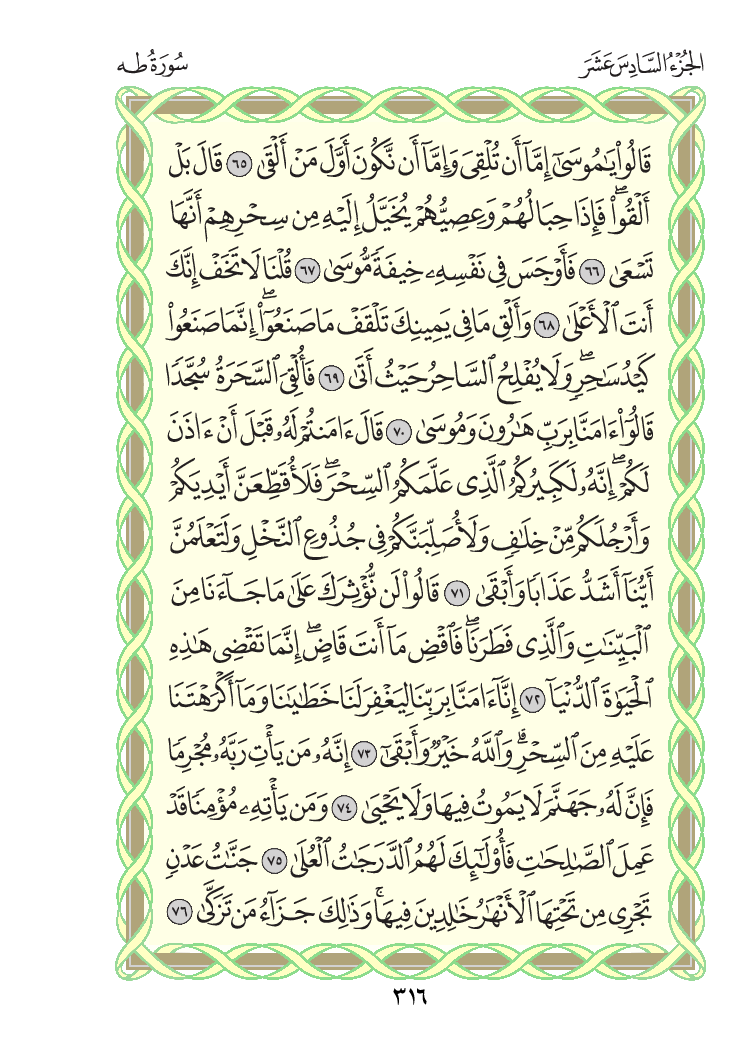 الجُزْءُ السَّادِسَ عَشَرَ
سُورَةُ طه
قَالُوا۟ يَـٰمُوسَىٰٓ إِمَّآ أَن تُلْقِىَ وَإِمَّآ أَن نَّكُونَ أَوَّلَ مَنْ أَلْقَىٰ ٦٥ قَالَ بَلْ
أَلْقُوا۟ۖ فَإِذَا حِبَالُهُمْ وَعِصِيُّهُمْ يُخَيَّلُ إِلَيْهِ مِن سِحْرِهِمْ أَنَّهَا
تَسْعَىٰ ٦٦ فَأَوْجَسَ فِى نَفْسِهِۦ خِيفَةً مُّوسَىٰ ٦٧ قُلْنَا لَا تَخَفْ إِنَّكَ
أَنتَ ٱلْأَعْلَىٰ ٦٨ وَأَلْقِ مَا فِى يَمِينِكَ تَلْقَفْ مَا صَنَعُوٓا۟ۖ إِنَّمَا صَنَعُوا۟
كَيْدُ سَـٰحِرٍۖ وَلَا يُفْلِحُ ٱلسَّاحِرُ حَيْثُ أَتَىٰ ٦٩ فَأُلْقِىَ ٱلسَّحَرَةُ سُجَّدًا
قَالُوٓا۟ ءَامَنَّا بِرَبِّ هَـٰرُونَ وَمُوسَىٰ ٧٠ قَالَ ءَامَنتُمْ لَهُۥ قَبْلَ أَنْ ءَاذَنَ
لَكُمْۖ إِنَّهُۥ لَكَبِيرُكُمُ ٱلَّذِى عَلَّمَكُمُ ٱلسِّحْرَۖ فَلَأُقَطِّعَنَّ أَيْدِيَكُمْ
وَأَرْجُلَكُم مِّنْ خِلَـٰفٍ وَلَأُصَلِّبَنَّكُمْ فِى جُذُوعِ ٱلنَّخْلِ وَلَتَعْلَمُنَّ
أَيُّنَآ أَشَدُّ عَذَابًا وَأَبْقَىٰ ٧١ قَالُوا۟ لَن نُّؤْثِرَكَ عَلَىٰ مَا جَآءَنَا مِنَ
ٱلْبَيِّنَـٰتِ وَٱلَّذِى فَطَرَنَاۖ فَٱقْضِ مَآ أَنتَ قَاضٍۖ إِنَّمَا تَقْضِى هَـٰذِهِ
ٱلْحَيَوٰةَ ٱلدُّنْيَآ ٧٢ إِنَّآ ءَامَنَّا بِرَبِّنَا لِيَغْفِرَ لَنَا خَطَـٰيَـٰنَا وَمَآ أَكْرَهْتَنَا
عَلَيْهِ مِنَ ٱلسِّحْرِۗ وَٱللَّهُ خَيْرٌ وَأَبْقَىٰٓ ٧٣ إِنَّهُۥ مَن يَأْتِ رَبَّهُۥ مُجْرِمًا
فَإِنَّ لَهُۥ جَهَنَّمَ لَا يَمُوتُ فِيهَا وَلَا يَحْيَىٰ ٧٤ وَمَن يَأْتِهِۦ مُؤْمِنًا قَدْ
عَمِلَ ٱلصَّـٰلِحَـٰتِ فَأُو۟لَـٰٓئِكَ لَهُمُ ٱلدَّرَجَـٰتُ ٱلْعُلَىٰ ٧٥ جَنَّـٰتُ عَدْنٍ
تَجْرِى مِن تَحْتِهَا ٱلْأَنْهَـٰرُ خَـٰلِدِينَ فِيهَاۚ وَذَٰلِكَ جَزَآءُ مَن تَزَكَّىٰ ٧٦
٣١٦